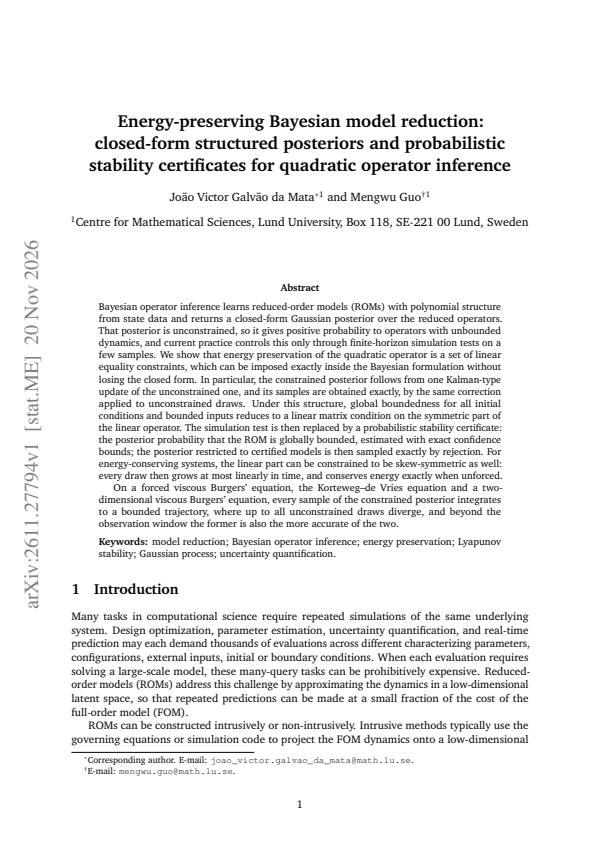 Energy-preserving Bayesian model reduction:
closed-form structured posteriors and probabilistic
stability certificates for quadratic operator inference
João Victor Galvão da Mata*1 and Mengwu Guo†1
1Centre for Mathematical Sciences, Lund University, Box 118, SE-221 00 Lund, Sweden
arXiv:2611.27794v1 [stat.ME] 20 Nov 2026
Abstract
Bayesian operator inference learns reduced-order models (ROMs) with polynomial structure
from state data and returns a closed-form Gaussian posterior over the reduced operators.
That posterior is unconstrained, so it gives positive probability to operators with unbounded
dynamics, and current practice controls this only through finite-horizon simulation tests on a
few samples. We show that energy preservation of the quadratic operator is a set of linear
equality constraints, which can be imposed exactly inside the Bayesian formulation without
losing the closed form. In particular, the constrained posterior follows from one Kalman-type
update of the unconstrained one, and its samples are obtained exactly, by the same correction
applied to unconstrained draws. Under this structure, global boundedness for all initial
conditions and bounded inputs reduces to a linear matrix condition on the symmetric part of
the linear operator. The simulation test is then replaced by a probabilistic stability certificate:
the posterior probability that the ROM is globally bounded, estimated with exact confidence
bounds; the posterior restricted to certified models is then sampled exactly by rejection. For
energy-conserving systems, the linear part can be constrained to be skew-symmetric as well:
every draw then grows at most linearly in time, and conserves energy exactly when unforced.
On a forced viscous Burgers' equation, the Korteweg–de Vries equation and a two-
dimensional viscous Burgers' equation, every sample of the constrained posterior integrates
to a bounded trajectory, where up to all unconstrained draws diverge, and beyond the
observation window the former is also the more accurate of the two.
Keywords: model reduction; Bayesian operator inference; energy preservation; Lyapunov
stability; Gaussian process; uncertainty quantification.
1 Introduction
Many tasks in computational science require repeated simulations of the same underlying
system. Design optimization, parameter estimation, uncertainty quantification, and real-time
prediction may each demand thousands of evaluations across different characterizing parameters,
configurations, external inputs, initial or boundary conditions. When each evaluation requires
solving a large-scale model, these many-query tasks can be prohibitively expensive. Reduced-
order models (ROMs) address this challenge by approximating the dynamics in a low-dimensional
latent space, so that repeated predictions can be made at a small fraction of the cost of the
full-order model (FOM).
ROMs can be constructed intrusively or non-intrusively. Intrusive methods typically use the
governing equations or simulation code to project the FOM dynamics onto a low-dimensional
*Corresponding author. E-mail: joao_victor.galvao_da_mata@math.lu.se.
†E-mail: mengwu.guo@math.lu.se.
1